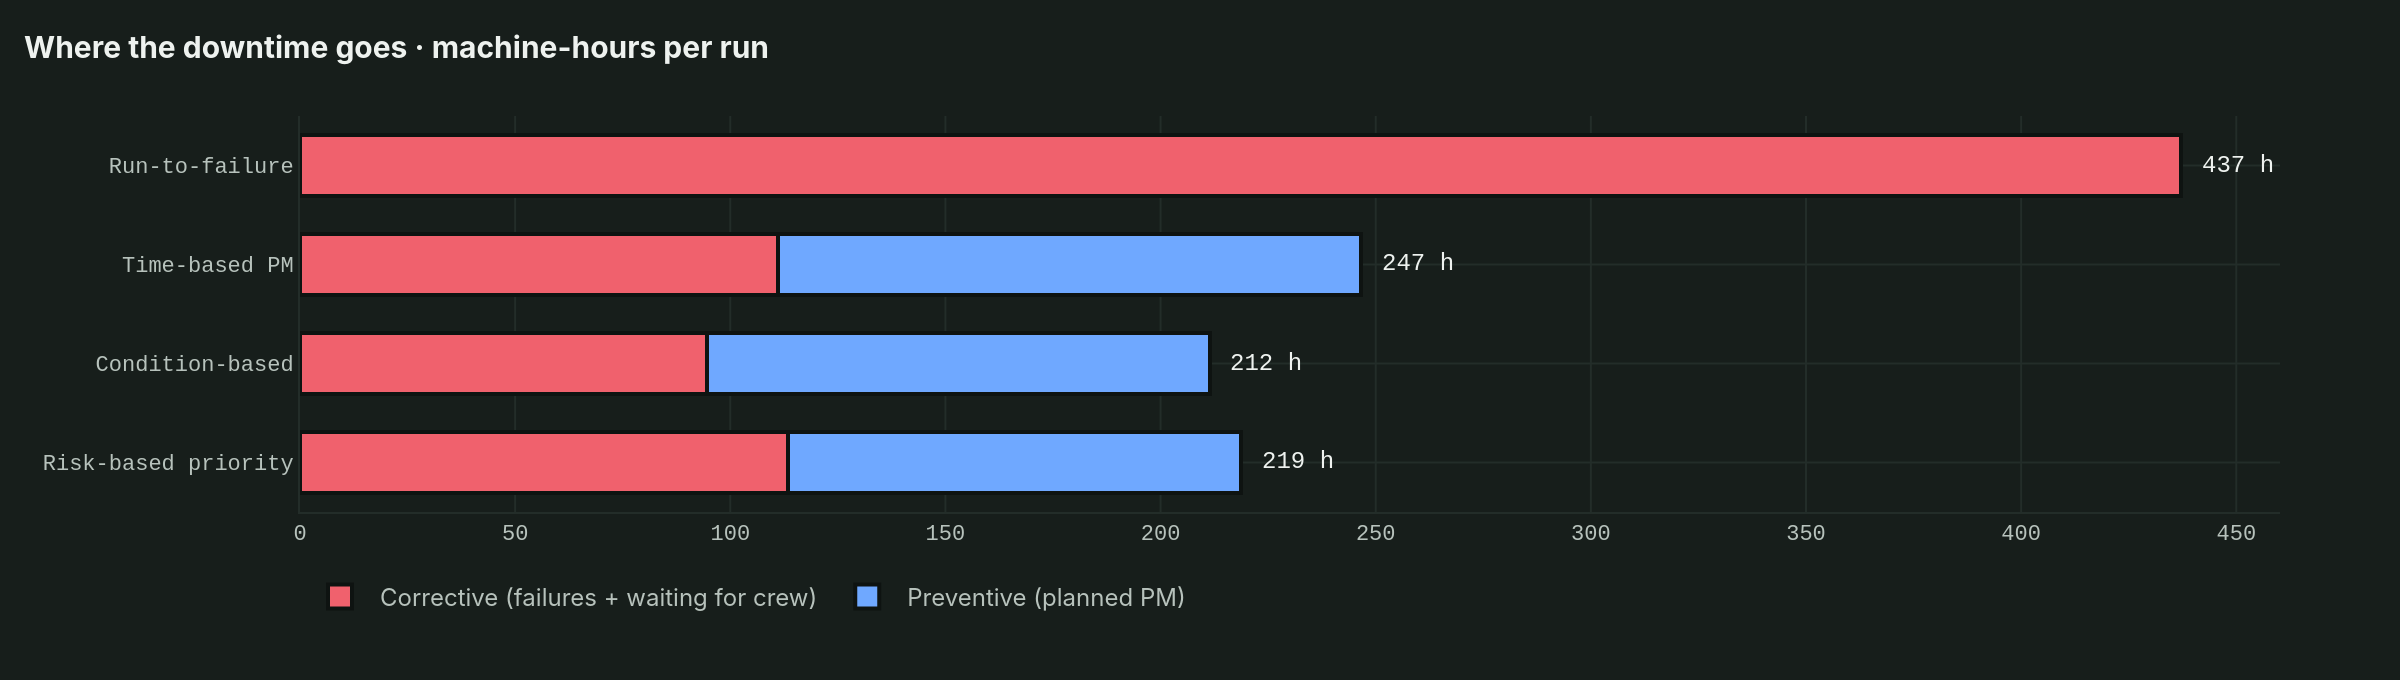 Where the downtime goes · machine-hours per run
Run-to-failure
437 h
Time-based PM
247 h
Condition-based
212 h
Risk-based priority
219 h
0 50 100 150 200 250 300 350 400 450
Corrective (failures + waiting for crew) Preventive (planned PM)